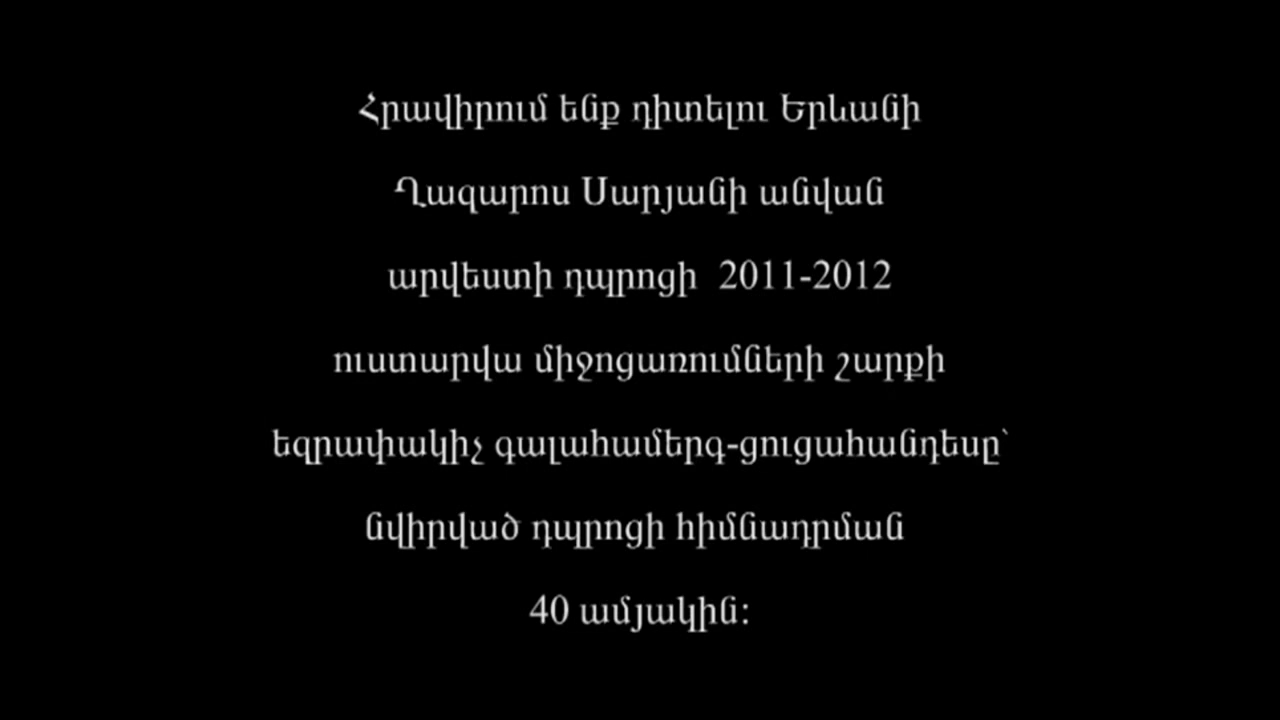 Հրավիրում ենք դիտելու Երևանի
Ղազարոս Սարյանի անվան
արվեստի դպրոցի 2011-2012
ուստարվա միջոցառումների շարքի
եզրափակիչ գալահամերգ-ցուցահանդեսը՝
նվիրված դպրոցի հիմնադրման
40 ամյակին: